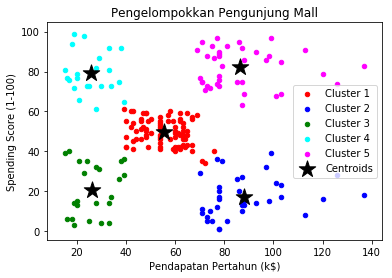 Pengelompokkan Pengunjung Mall
Spending Score (1-100)
100
80
60
40
20
0
Cluster 1
Cluster 2
Cluster 3
Cluster 4
Cluster 5
Centroids
20
40
60
80
100
120
140
Pendapatan Pertahun (k$)